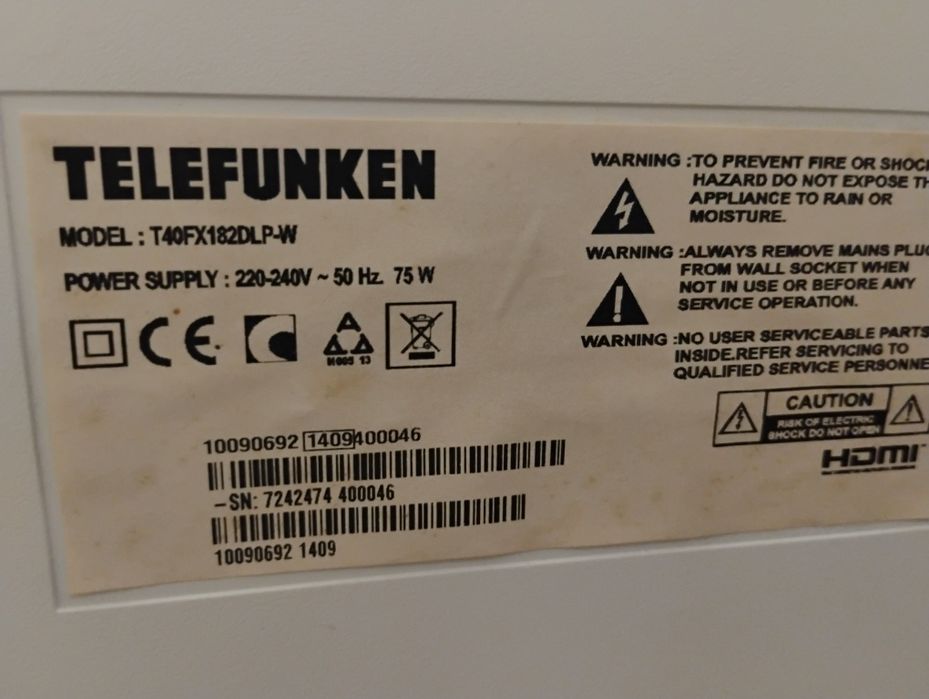 TELEFUNKEN
MODEL : T40FX182DLP-W
POWER SUPPLY : 220-240V ~ 50 Hz. 75 W
CE
N005 13
10090692 1409400046
-SN: 7242474 400046
10090692 1409
WARNING :TO PREVENT FIRE OR SHOCK
HAZARD DO NOT EXPOSE TH
APPLIANCE TO RAIN OR
MOISTURE.
WARNING :ALWAYS REMOVE MAINS PLUG
FROM WALL SOCKET WHEN
NOT IN USE OR BEFORE ANY
SERVICE OPERATION.
WARNING :NO USER SERVICEABLE PARTS
INSIDE.REFER SERVICING TO
QUALIFIED SERVICE PERSONNE
CAUTION
RISK OF ELECTRIC
SHOCK DO NOT OPEN
HDMI